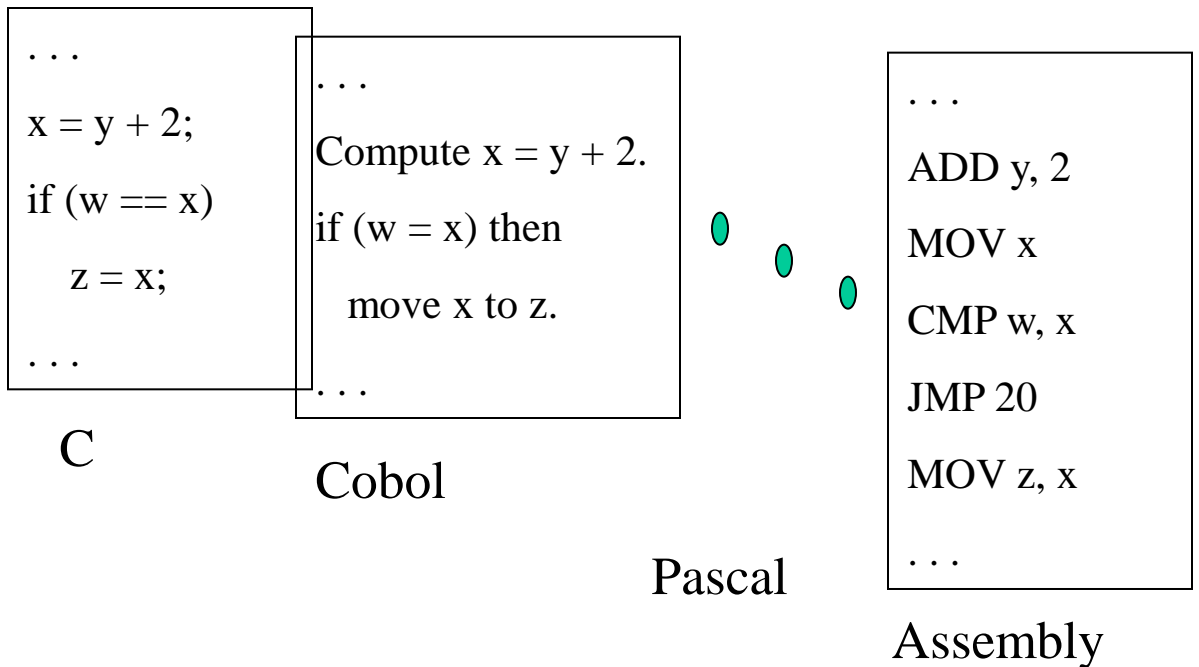 . . .
x = y + 2;
if (w == x)
z = x;
. . .
C
. . .
Compute x = y + 2.
if (w = x) then
move x to z.
. . .
Cobol
Pascal
. . .
ADD y, 2
MOV x
CMP w, x
JMP 20
MOV z, x
. . .
Assembly